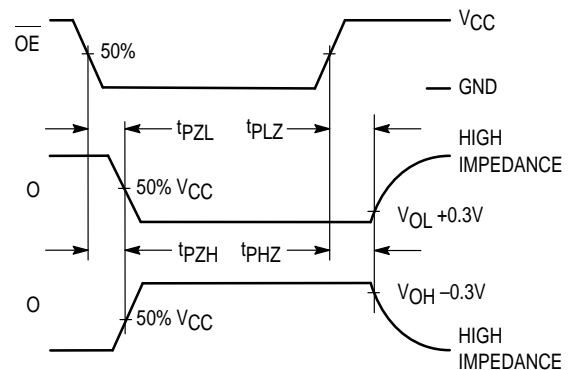 OE
50%
VCC
GND
tPZL
tPLZ
HIGH
IMPEDANCE
O
50% VCC
VOL +0.3V
tPZH
tPHZ
O
50% VCC
VOH –0.3V
HIGH
IMPEDANCE